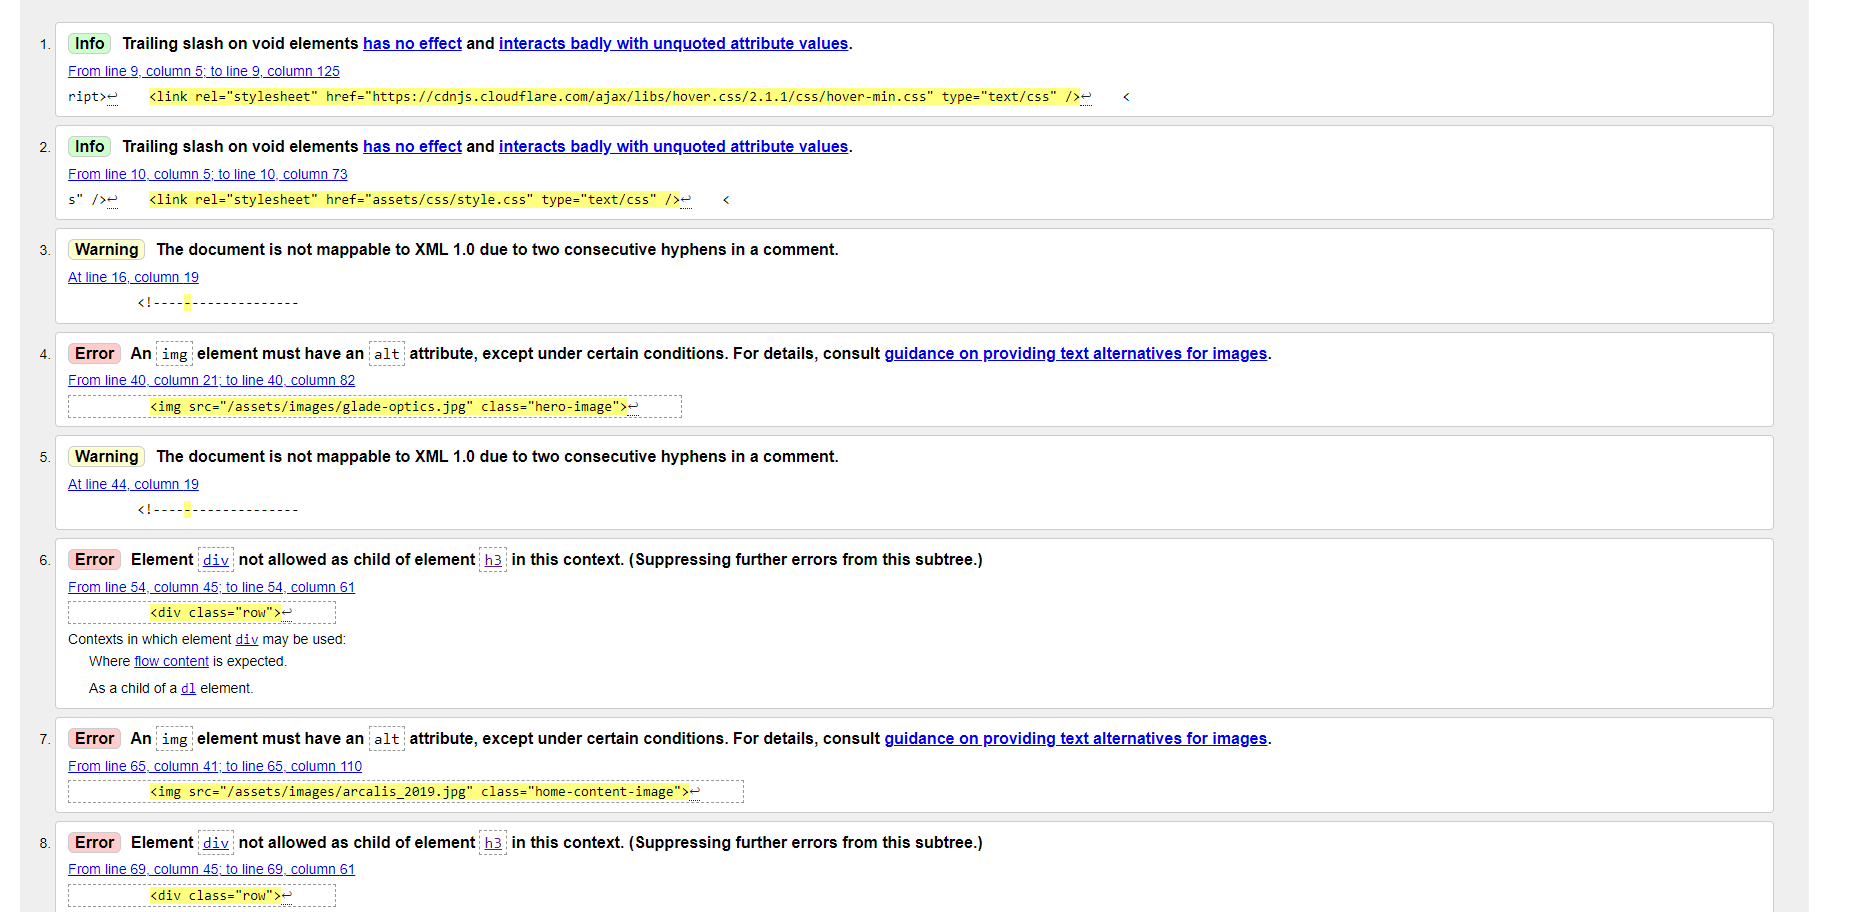 1. Info Trailing slash on void elements has no effect and interacts badly with unquoted attribute values.
From line 9, column 5; to line 9, column 125
ript>↩    <link rel="stylesheet" href="https://cdnjs.cloudflare.com/ajax/libs/hover.css/2.1.1/css/hover-min.css" type="text/css" />↩    <
2. Info Trailing slash on void elements has no effect and interacts badly with unquoted attribute values.
From line 10, column 5; to line 10, column 73
s" />↩    <link rel="stylesheet" href="assets/css/style.css" type="text/css" />↩    <
3. Warning The document is not mappable to XML 1.0 due to two consecutive hyphens in a comment.
At line 16, column 19
<!-------------------
4. Error An img element must have an alt attribute, except under certain conditions. For details, consult guidance on providing text alternatives for images.
From line 40, column 21; to line 40, column 82
<img src="/assets/images/glade-optics.jpg" class="hero-image">↩
5. Warning The document is not mappable to XML 1.0 due to two consecutive hyphens in a comment.
At line 44, column 19
<!-------------------
6. Error Element div not allowed as child of element h3 in this context. (Suppressing further errors from this subtree.)
From line 54, column 45; to line 54, column 61
<div class="row">↩
Contexts in which element div may be used:
Where flow content is expected.
As a child of a dl element.
7. Error An img element must have an alt attribute, except under certain conditions. For details, consult guidance on providing text alternatives for images.
From line 65, column 41; to line 65, column 110
<img src="/assets/images/arcalis_2019.jpg" class="home-content-image">↩
8. Error Element div not allowed as child of element h3 in this context. (Suppressing further errors from this subtree.)
From line 69, column 45; to line 69, column 61
<div class="row">↩